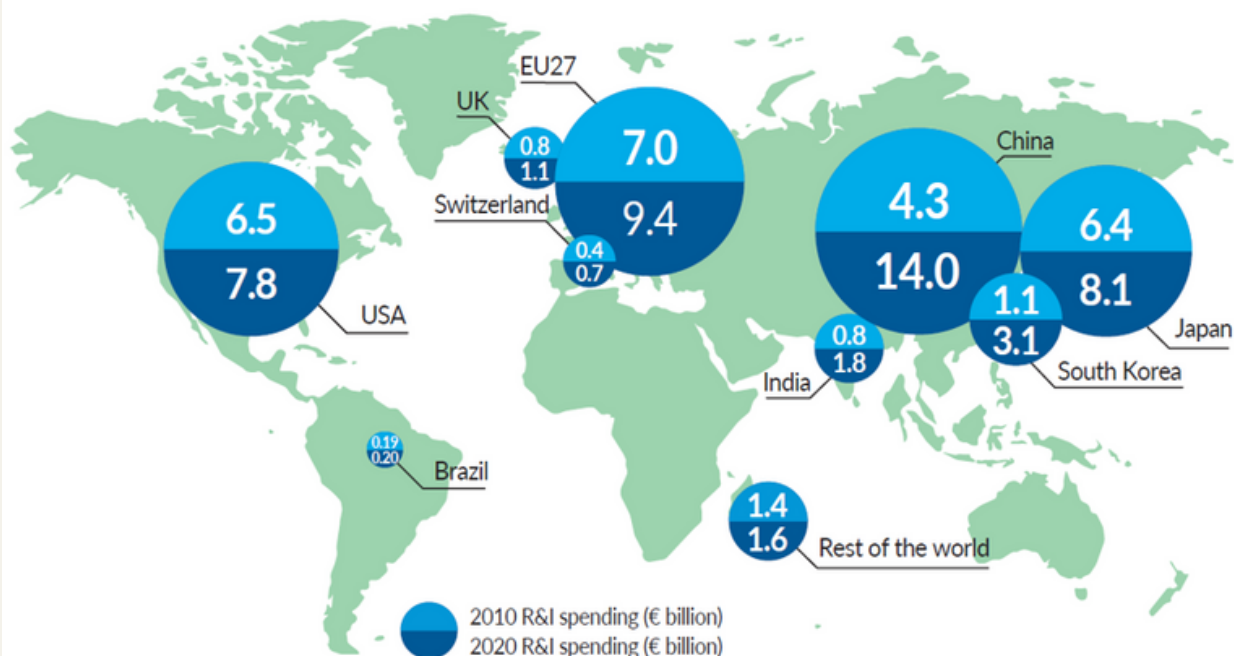 EU27
UK
7.0
9.4
0.8
1.1
Switzerland
0.4
0.7
China
4.3
14.0
6.4
8.1
Japan
1.1
3.1
South Korea
0.8
1.8
India
6.5
7.8
USA
0.19
0.20
Brazil
1.4
1.6
Rest of the world
2010 R&I spending (€ billion)
2020 R&I spending (€ billion)